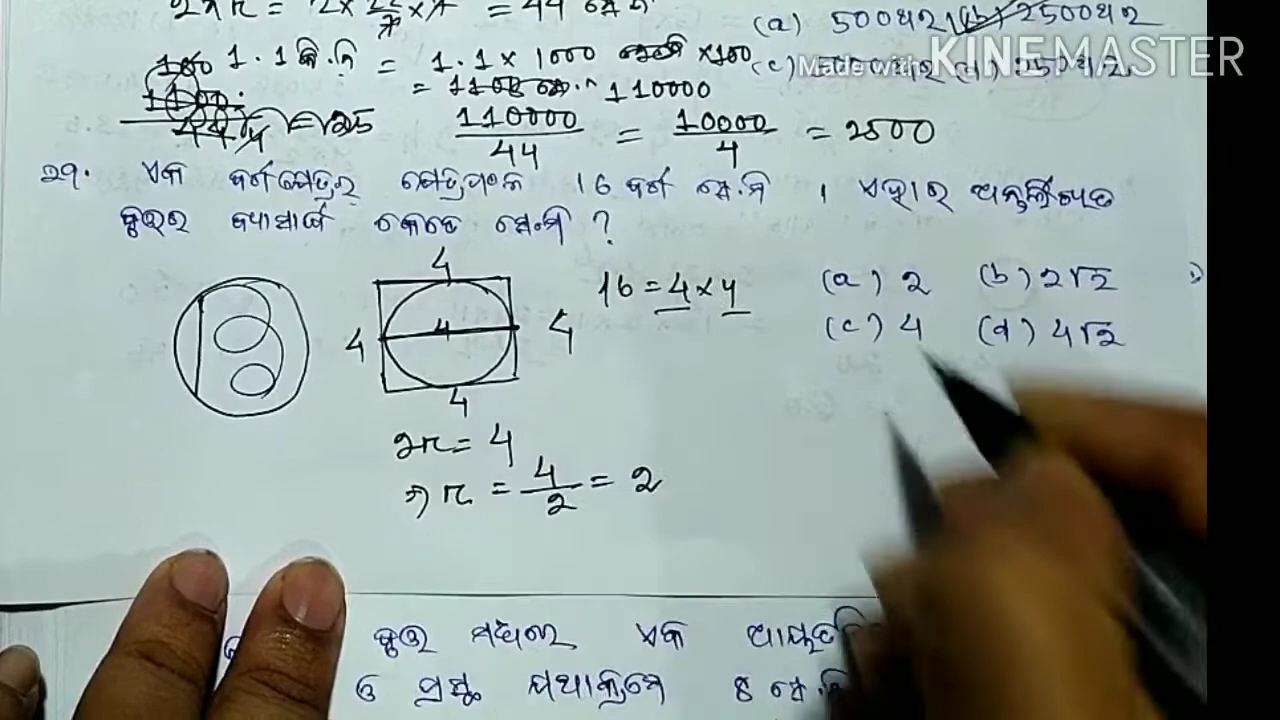 2πr = 2 × 22/7 × 7 = 44 ସେ.ମି
(a) 500ଥର (b) 2500ଥର
1.1 କି.ମି = 1.1 × 1000 × 100
(c) 5000ଥର (d) 250ଥର
KINEMASTER
Made with
= 110000
110000/44 = 10000/4 = 2500
29. ଏକ ବର୍ଗକ୍ଷେତ୍ରର କ୍ଷେତ୍ରଫଳ 16 ବର୍ଗ ସେ.ମି । ଏହାର ଅନ୍ତର୍ଲିଖିତ
ବୃତ୍ତର ବ୍ୟାସାର୍ଦ୍ଧ କେତେ ସେ.ମି ?
4
16 = 4 × 4
(a) 2 (b) 2√2
4 4 4
(c) 4 (d) 4√2
4
2r = 4
⇒ r = 4/2 = 2
ବୃତ୍ତ ଏକ
ଓ ପ୍ରସ୍ଥ ଯଥାକ୍ରମେ 8 ସେ.ମି